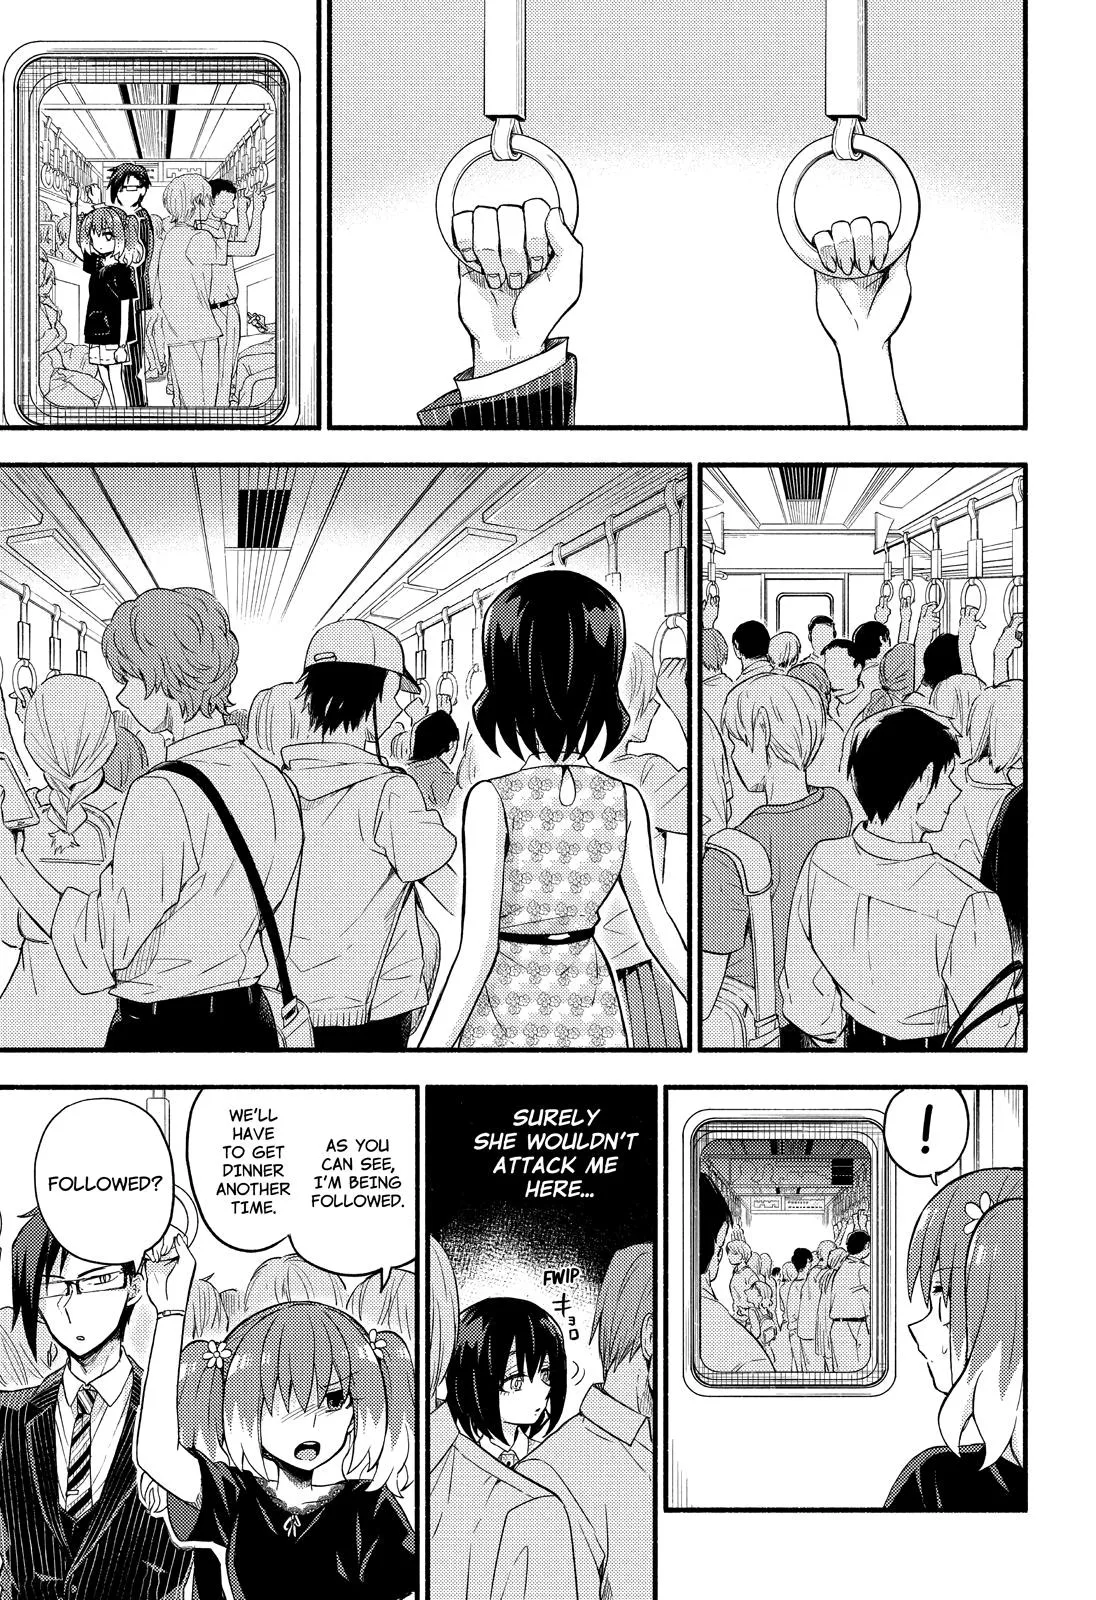 !
SURELY
SHE WOULDN'T
ATTACK ME
HERE...
FWIP
キョロ
AS YOU
CAN SEE,
I'M BEING
FOLLOWED.
WE'LL
HAVE
TO GET
DINNER
ANOTHER
TIME.
FOLLOWED?